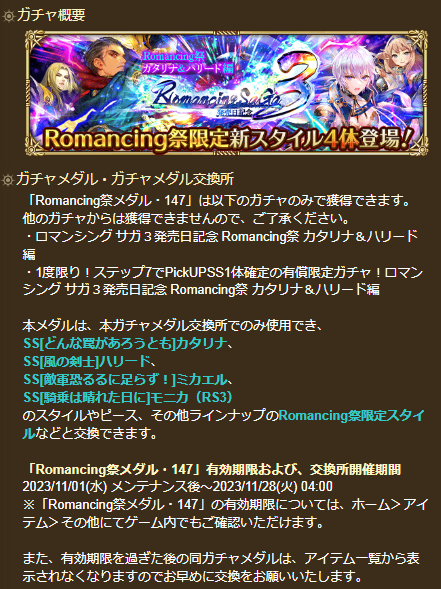 ガチャ概要
Romancing祭
カタリナ&ハリード編
Romancing SaGa 3
発売日記念
Romancing祭限定新スタイル4体登場!
ガチャメダル・ガチャメダル交換所
「Romancing祭メダル・147」は以下のガチャのみで獲得できます。
他のガチャからは獲得できませんので、ご了承ください。
・ロマンシング サガ3発売日記念 Romancing祭 カタリナ&ハリード
編
・1度限り！ステップ7でPickUPSS1体確定の有償限定ガチャ！ロマン
シング サガ3発売日記念 Romancing祭 カタリナ&ハリード編
本メダルは、本ガチャメダル交換所でのみ使用でき、
SS[どんな罠があろうとも]カタリナ、
SS[風の剣士]ハリード、
SS[敵軍恐るるに足らず！]ミカエル、
SS[騎乗は晴れた日に]モニカ（RS3）
のスタイルやピース、その他ラインナップのRomancing祭限定スタイ
ルなどと交換できます。
「Romancing祭メダル・147」有効期限および、交換所開催期間
2023/11/01(水) メンテナンス後～2023/11/28(火) 04:00
※「Romancing祭メダル・147」の有効期限については、ホーム＞アイ
テム＞その他にてゲーム内でもご確認いただけます。
また、有効期限を過ぎた後の同ガチャメダルは、アイテム一覧から表
示されなくなりますのでお早めに交換をお願いいたします。